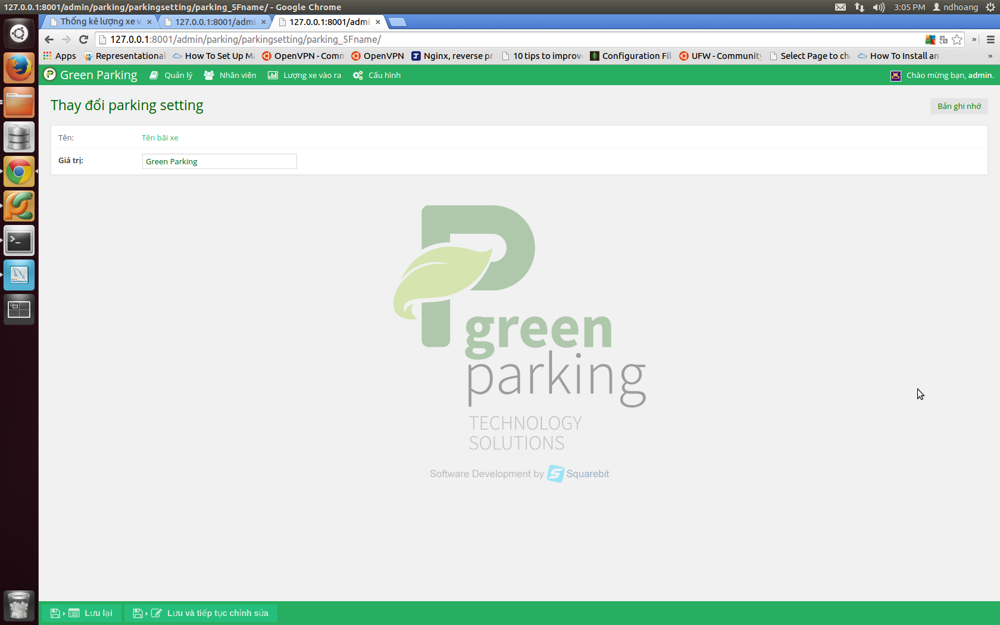 127.0.0.1:8001/admin/parking/parkingsetting/parking_5Fname/ - Google Chrome
3:05 PM
ndhoang
Thống kê lượng xe v
127.0.0.1:8001/admi
127.0.0.1:8001/admi
127.0.0.1:8001/admin/parking/parkingsetting/parking_5Fname/
Apps
Representational
How To Set Up Ma
OpenVPN - Comm
OpenVPN
Nginx, reverse pr
10 tips to improv
Configuration Fil
UFW - Community
Select Page to ch
How To Install an
Green Parking
Quản lý
Nhân viên
Lượng xe vào ra
Cấu hình
Chào mừng bạn, admin.
Thay đổi parking setting
Bản ghi nhớ
Tên:
Tên bãi xe
Giá trị:
Green Parking
green
parking
TECHNOLOGY
SOLUTIONS
Software Development by Squarebit
Lưu lại
Lưu và tiếp tục chỉnh sửa